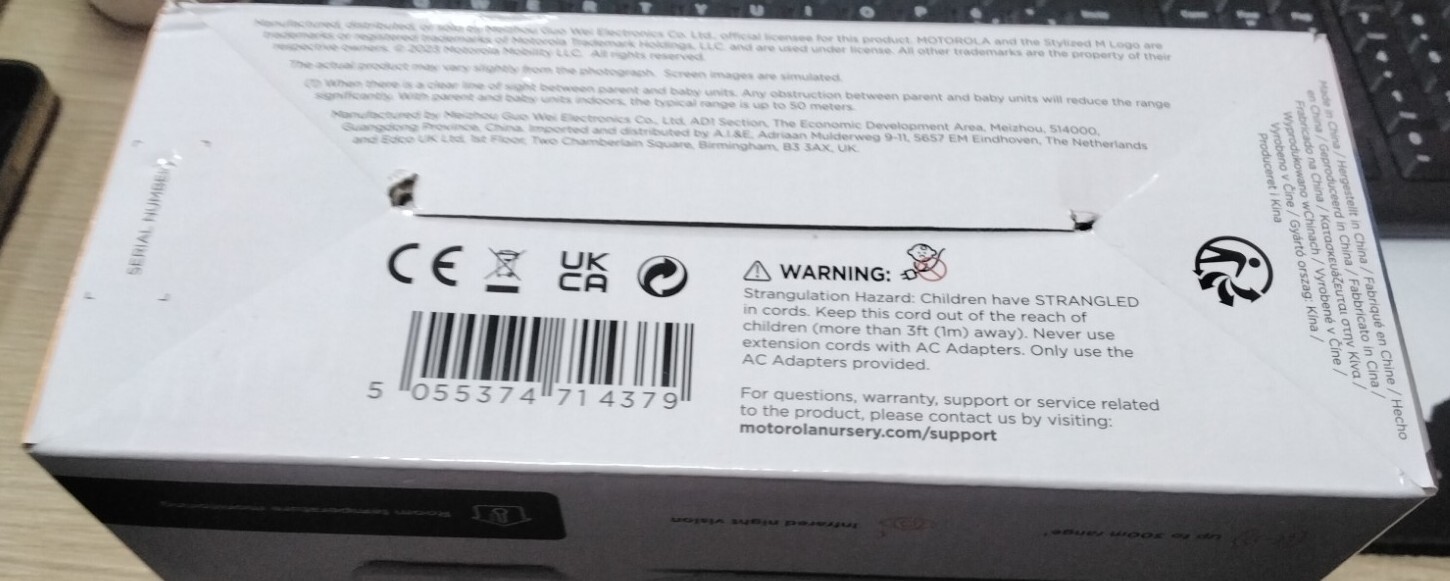 Manufactured, distributed or sold by Meizhou Guo Wei Electronics Co. Ltd., official licensee for this product. MOTOROLA and the Stylized M Logo are
trademarks or registered trademarks of Motorola Trademark Holdings, LLC. and are used under license. All other trademarks are the property of their
respective owners. © 2023 Motorola Mobility LLC. All rights reserved.
The actual product may vary slightly from the photograph. Screen images are simulated.
(1) When there is a clear line of sight between parent and baby units. Any obstruction between parent and baby units will reduce the range
significantly. With parent and baby units indoors, the typical range is up to 50 meters.
Manufactured by Meizhou Guo Wei Electronics Co., Ltd, AD1 Section, The Economic Development Area, Meizhou, 514000,
Guangdong Province, China. Imported and distributed by A.I.&E, Adriaan Mulderweg 9-11, 5657 EM Eindhoven, The Netherlands
and Edco UK Ltd, 1st Floor, Two Chamberlain Square, Birmingham, B3 3AX, UK.
SERIAL NUMBER
CE
UK
CA
5 055374 714379
WARNING:
Strangulation Hazard: Children have STRANGLED
in cords. Keep this cord out of the reach of
children (more than 3ft (1m) away). Never use
extension cords with AC Adapters. Only use the
AC Adapters provided.
For questions, warranty, support or service related
to the product, please contact us by visiting:
motorolanursery.com/support
Made in China / Hergestellt in China / Fabriqué en Chine / Hecho
en China / Geproduceerd in China / Fabbricato in Cina /
Fabricado na China / Κατασκευάζεται στην Κίνα /
Wyprodukowano wChinach / Vyrobené v Číne /
Vyrobeno v Číne / Gyártó ország: Kína /
Produceret i Kina
Room temperature monitoring
Infrared night vision
Up to 300m range*
W E R T Y U I O P